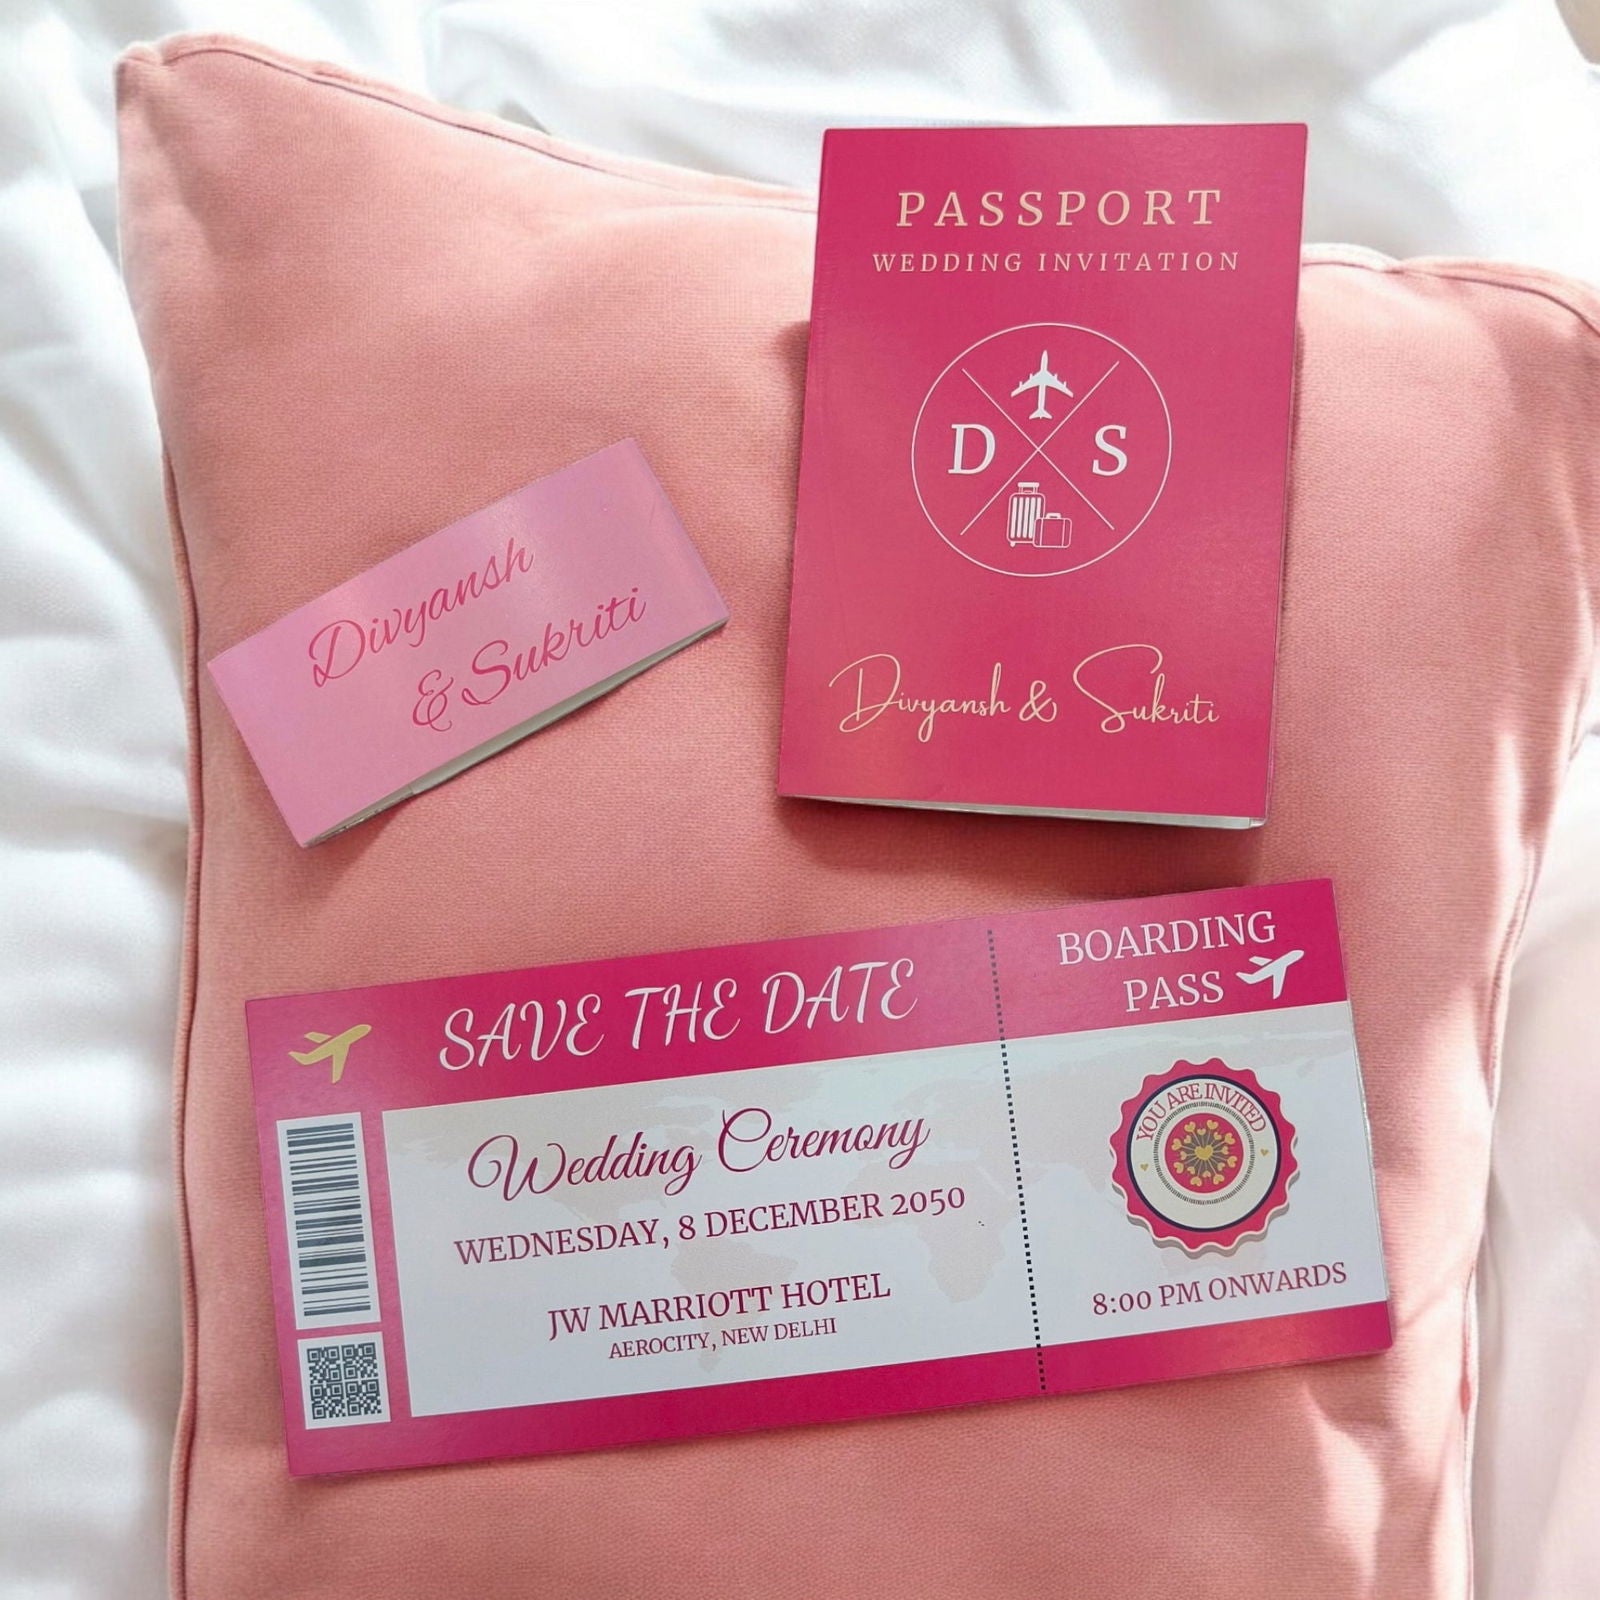 PASSPORT
WEDDING INVITATION
D S
Divyansh & Sukriti
Divyansh
& Sukriti
SAVE THE DATE
Wedding Ceremony
WEDNESDAY, 8 DECEMBER 2050
JW MARRIOTT HOTEL
AEROCITY, NEW DELHI
BOARDING
PASS
YOU ARE INVITED
8:00 PM ONWARDS